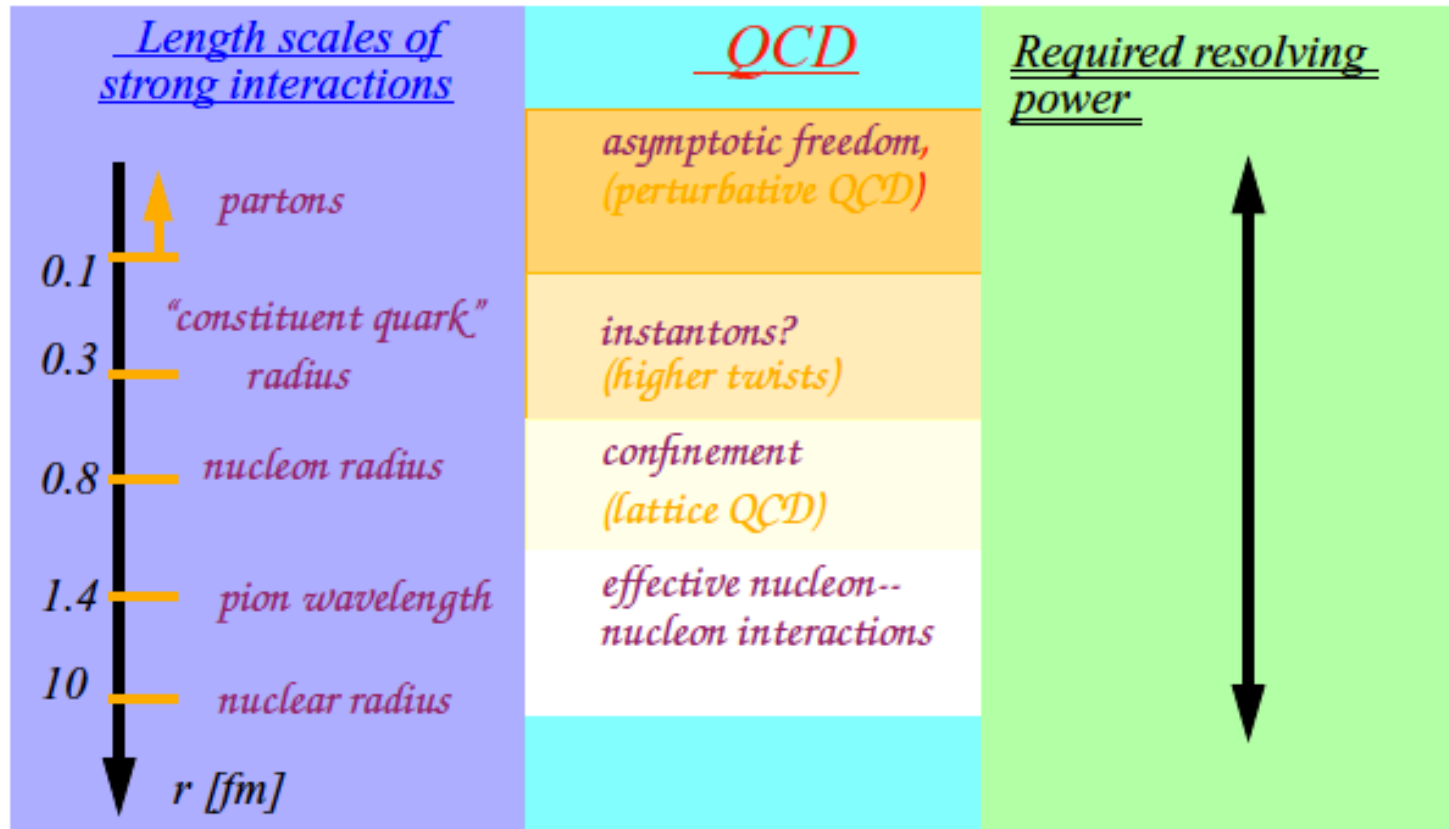 Length scales of
strong interactions
partons
0.1
“constituent quark”
0.3
radius
nucleon radius
0.8
1.4
pion wavelength
10
nuclear radius
r [fm]
QCD
asymptotic freedom,
(perturbative QCD)
instantons?
(higher twists)
confinement
(lattice QCD)
effective nucleon--
nucleon interactions
Required resolving
power